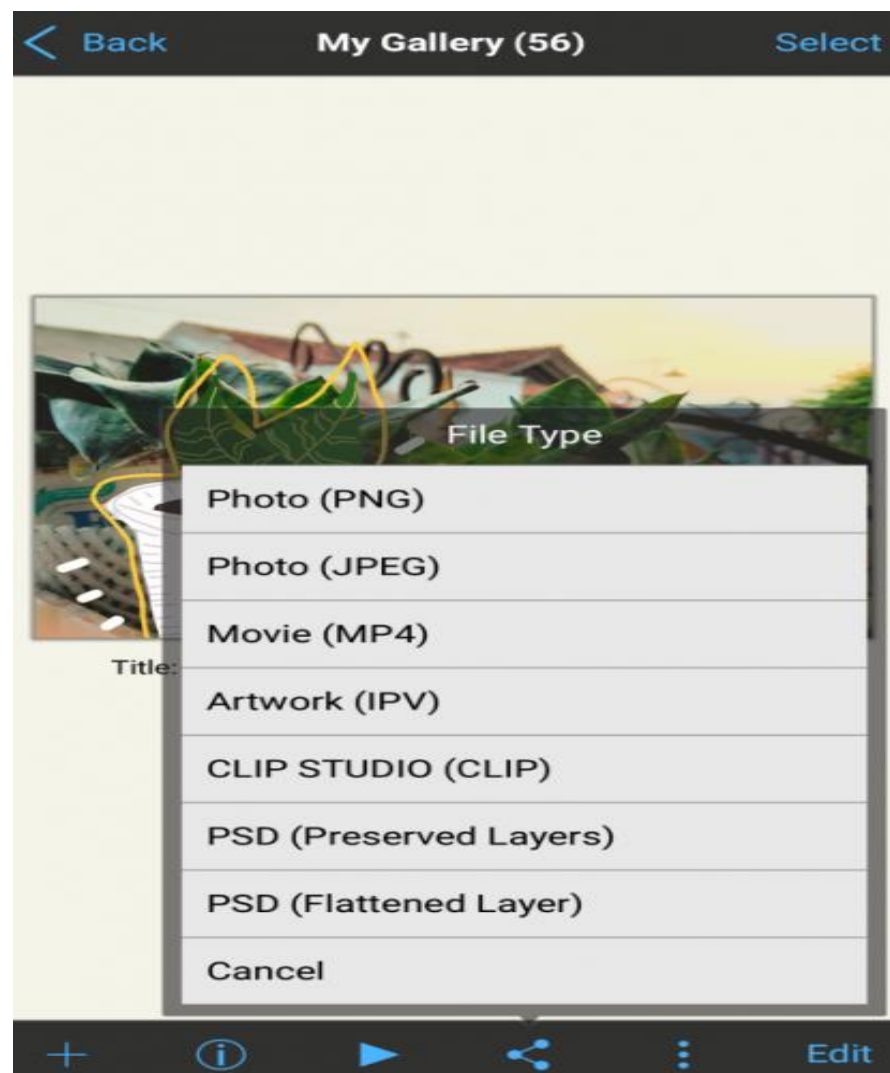 Back My Gallery (56) Select
File Type
Photo (PNG)
Photo (JPEG)
Movie (MP4)
Title:
Artwork (IPV)
CLIP STUDIO (CLIP)
PSD (Preserved Layers)
PSD (Flattened Layer)
Cancel
Edit